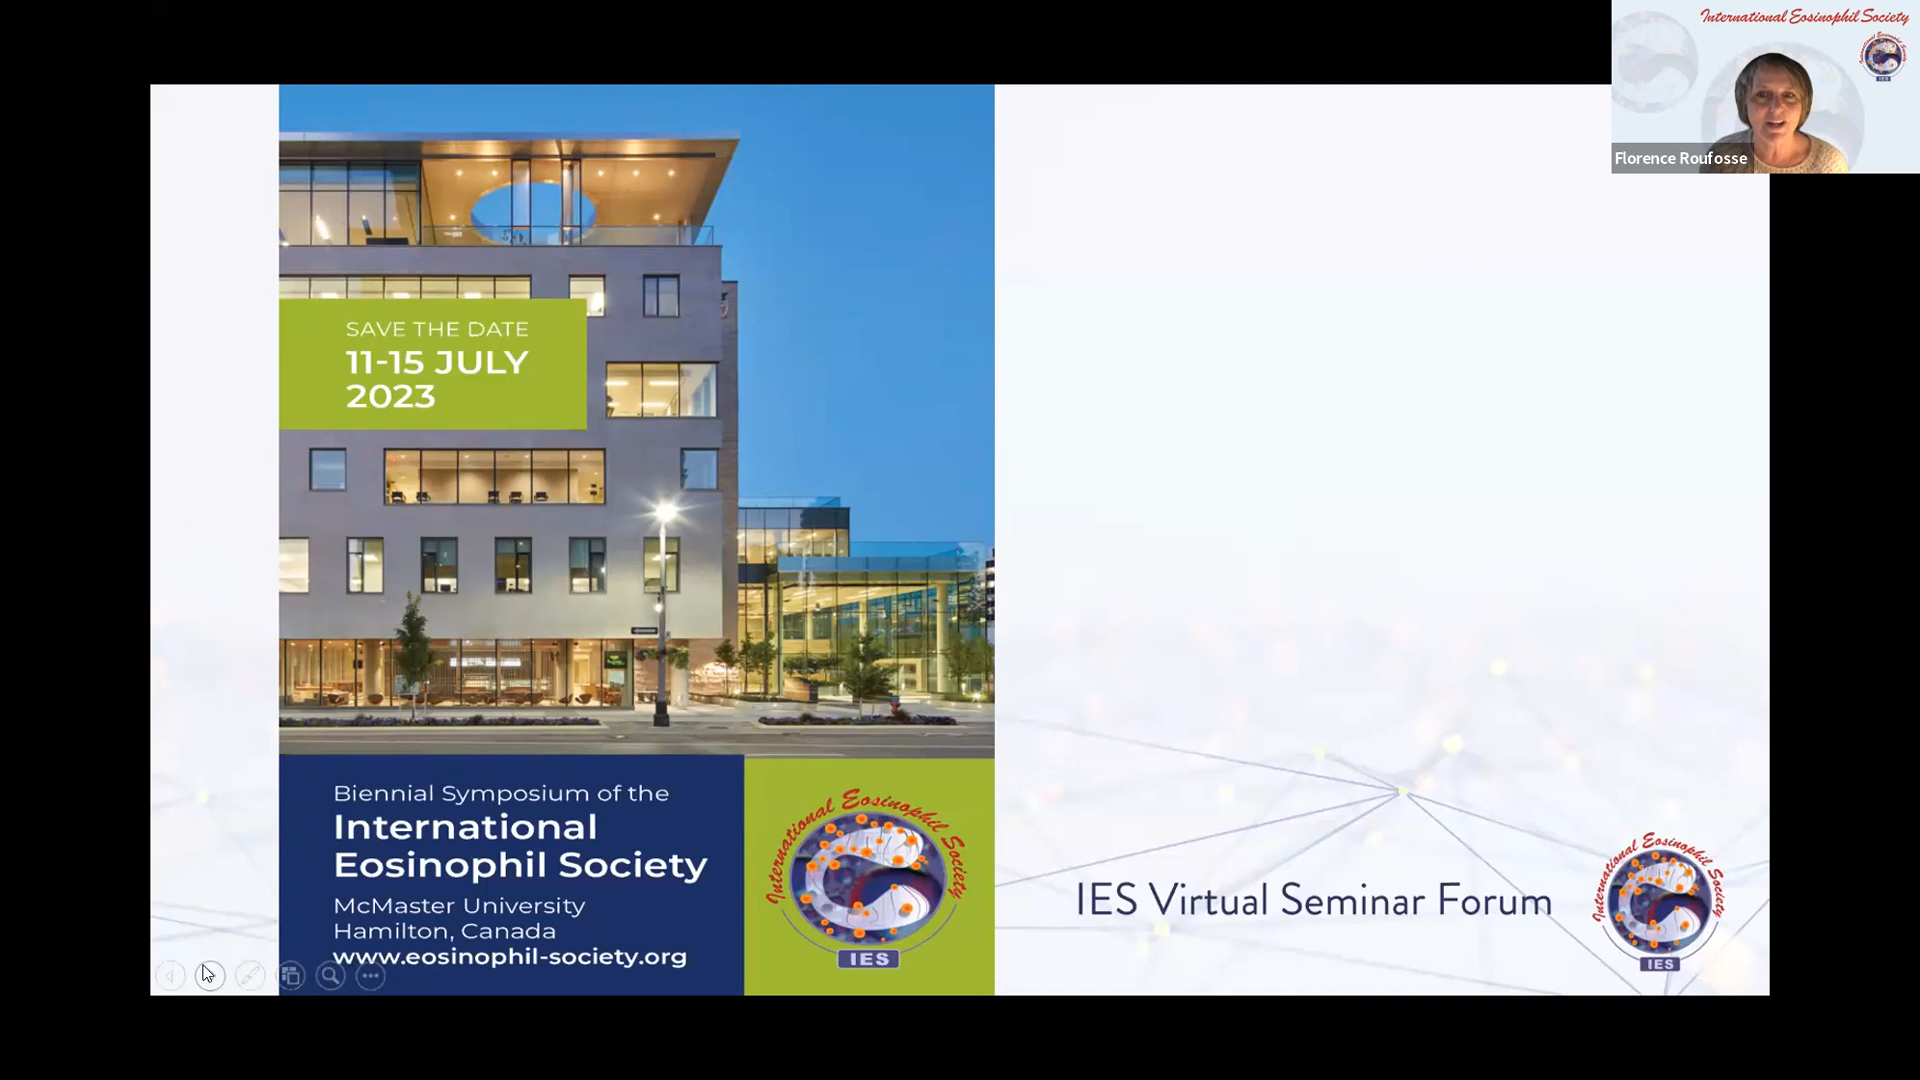 International Eosinophil Society
Florence Roufosse
SAVE THE DATE
11-15 JULY
2023
Biennial Symposium of the
International
Eosinophil Society
McMaster University
Hamilton, Canada
www.eosinophil-society.org
International Eosinophil Society
IES
IES Virtual Seminar Forum
International Eosinophil Society
IES